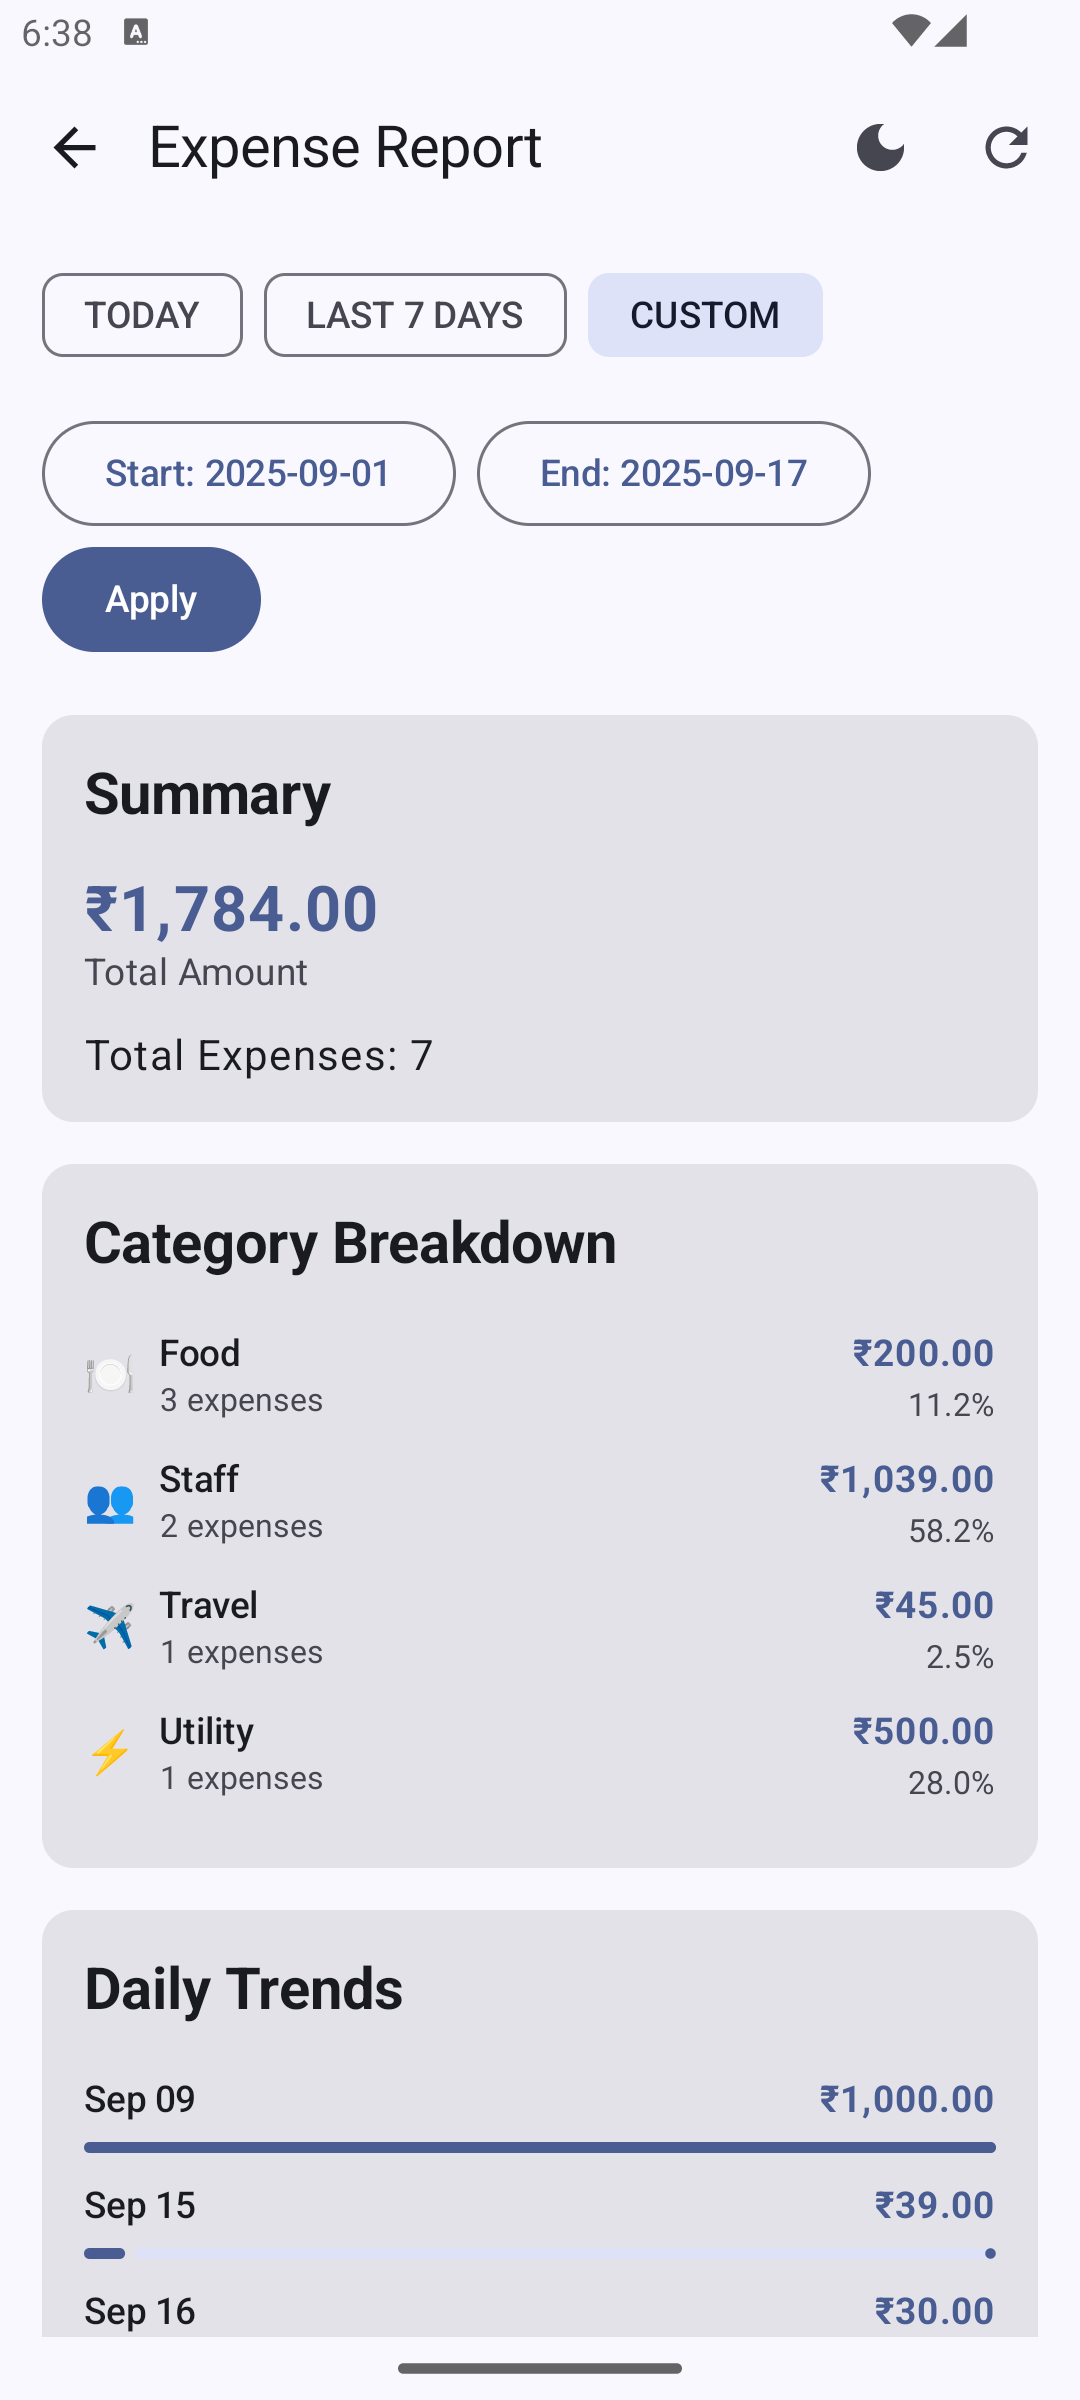 6:38
Expense Report
TODAY
LAST 7 DAYS
CUSTOM
Start: 2025-09-01
End: 2025-09-17
Apply
Summary
₹1,784.00
Total Amount
Total Expenses: 7
Category Breakdown
Food
₹200.00
3 expenses
11.2%
Staff
₹1,039.00
2 expenses
58.2%
Travel
₹45.00
1 expenses
2.5%
Utility
₹500.00
1 expenses
28.0%
Daily Trends
Sep 09
₹1,000.00
Sep 15
₹39.00
Sep 16
₹30.00